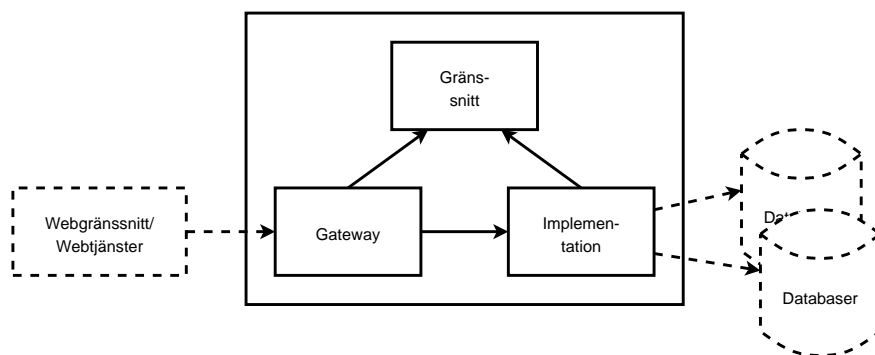 Gräns-
snitt
Webgränssnitt/
Webtjänster
Gateway
Implemen-
tation
Databaser